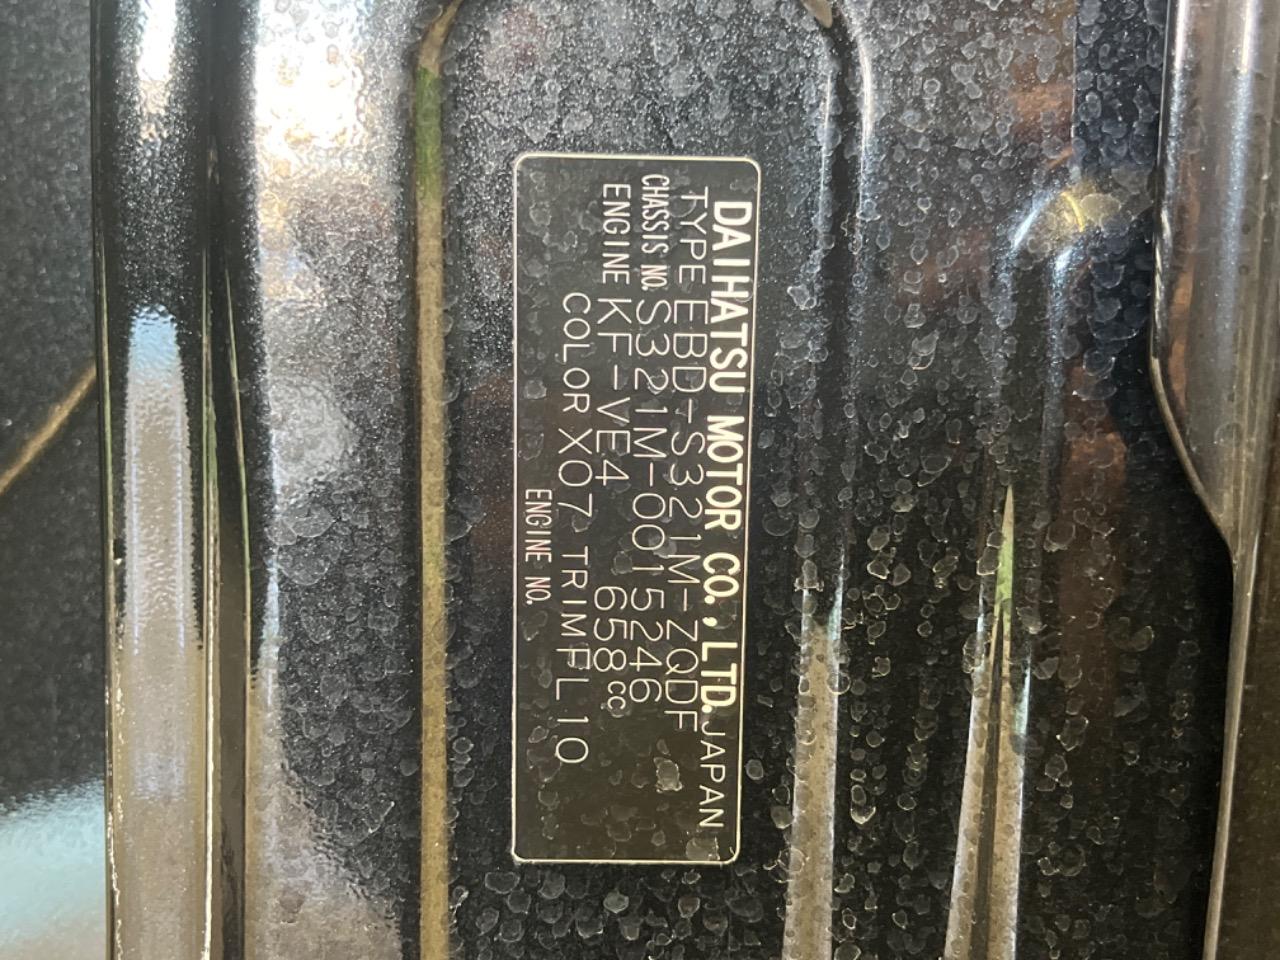 DAIHATSU MOTOR CO., LTD. JAPAN
TYPE EBD-S321M-ZQDF
CHASSIS NO. S321M-0015246
ENGINE KF-VE4 658cc
COLOR X07 TRIM FL10
ENGINE NO.